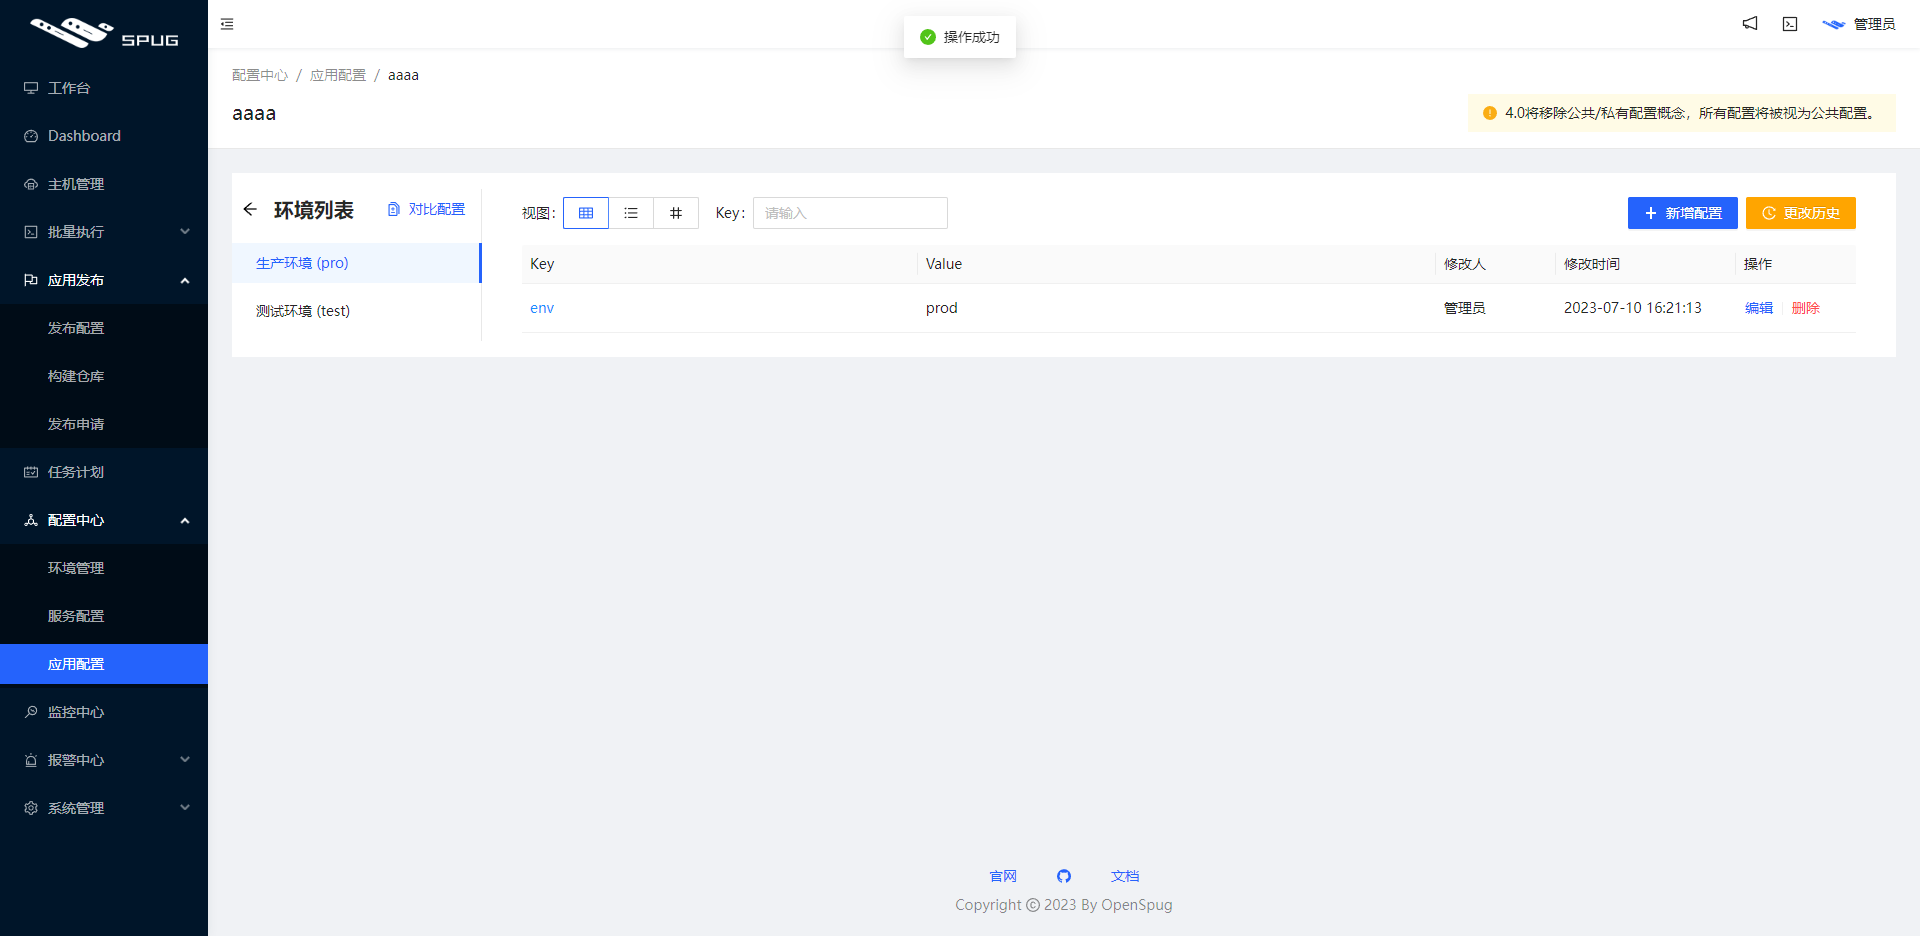 SPUG
工作台
Dashboard
主机管理
批量执行
应用发布
发布配置
构建仓库
发布申请
任务计划
配置中心
环境管理
服务配置
应用配置
监控中心
报警中心
系统管理
操作成功
管理员
配置中心 / 应用配置 / aaaa
aaaa
4.0将移除公共/私有配置概念，所有配置将被视为公共配置。
环境列表 对比配置
生产环境 (pro)
测试环境 (test)
视图: Key: 请输入 新增配置 更改历史
Key Value 修改人 修改时间 操作
env prod 管理员 2023-07-10 16:21:13 编辑 删除
官网 文档
Copyright © 2023 By OpenSpug